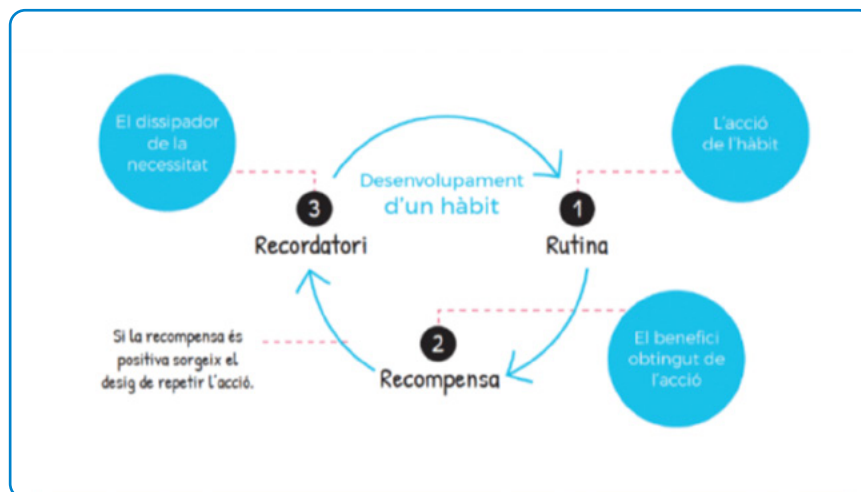 El dissipador
de la
necessitat
L'acció
de l'hàbit
Desenvolupament
d'un hàbit
3
Recordatori
1
Rutina
Si la recompensa és
positiva sorgeix el
desig de repetir l'acció.
2
Recompensa
El benefici
obtingut de
l'acció